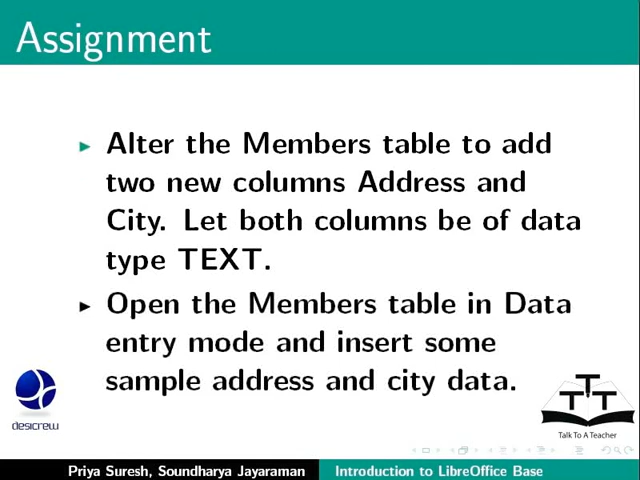 Assignment
Alter the Members table to add
two new columns Address and
City. Let both columns be of data
type TEXT.
Open the Members table in Data
entry mode and insert some
sample address and city data.
desicrew
TTT
Talk To A Teacher
Priya Suresh, Soundharya Jayaraman
Introduction to LibreOffice Base